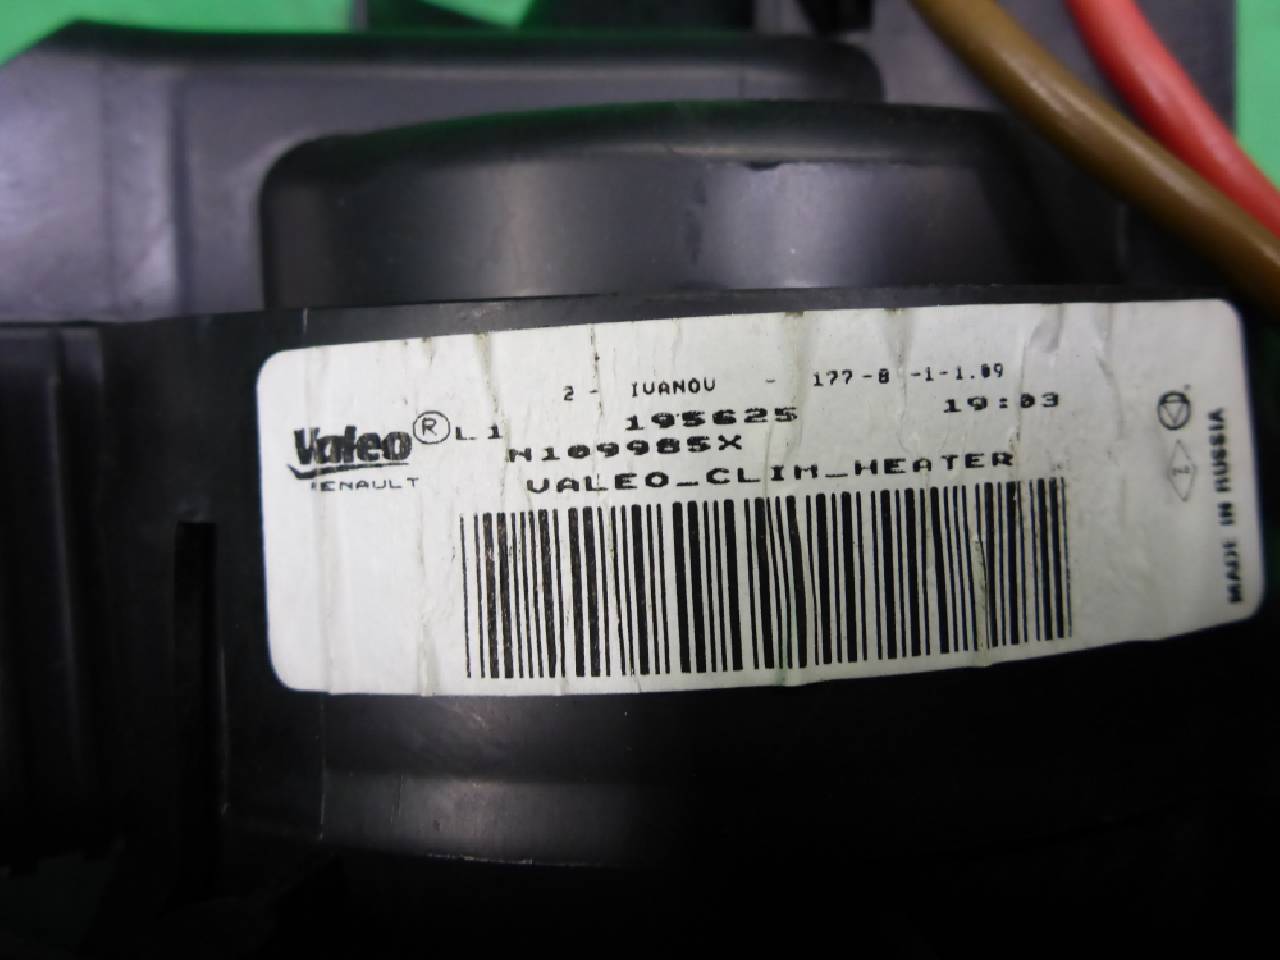 2 - IVANOV - 177-8 -1-1.09
195625 19:03
Valeo ® L1
N109985X
RENAULT
VALEO_CLIM_HEATER
MADE IN RUSSIA